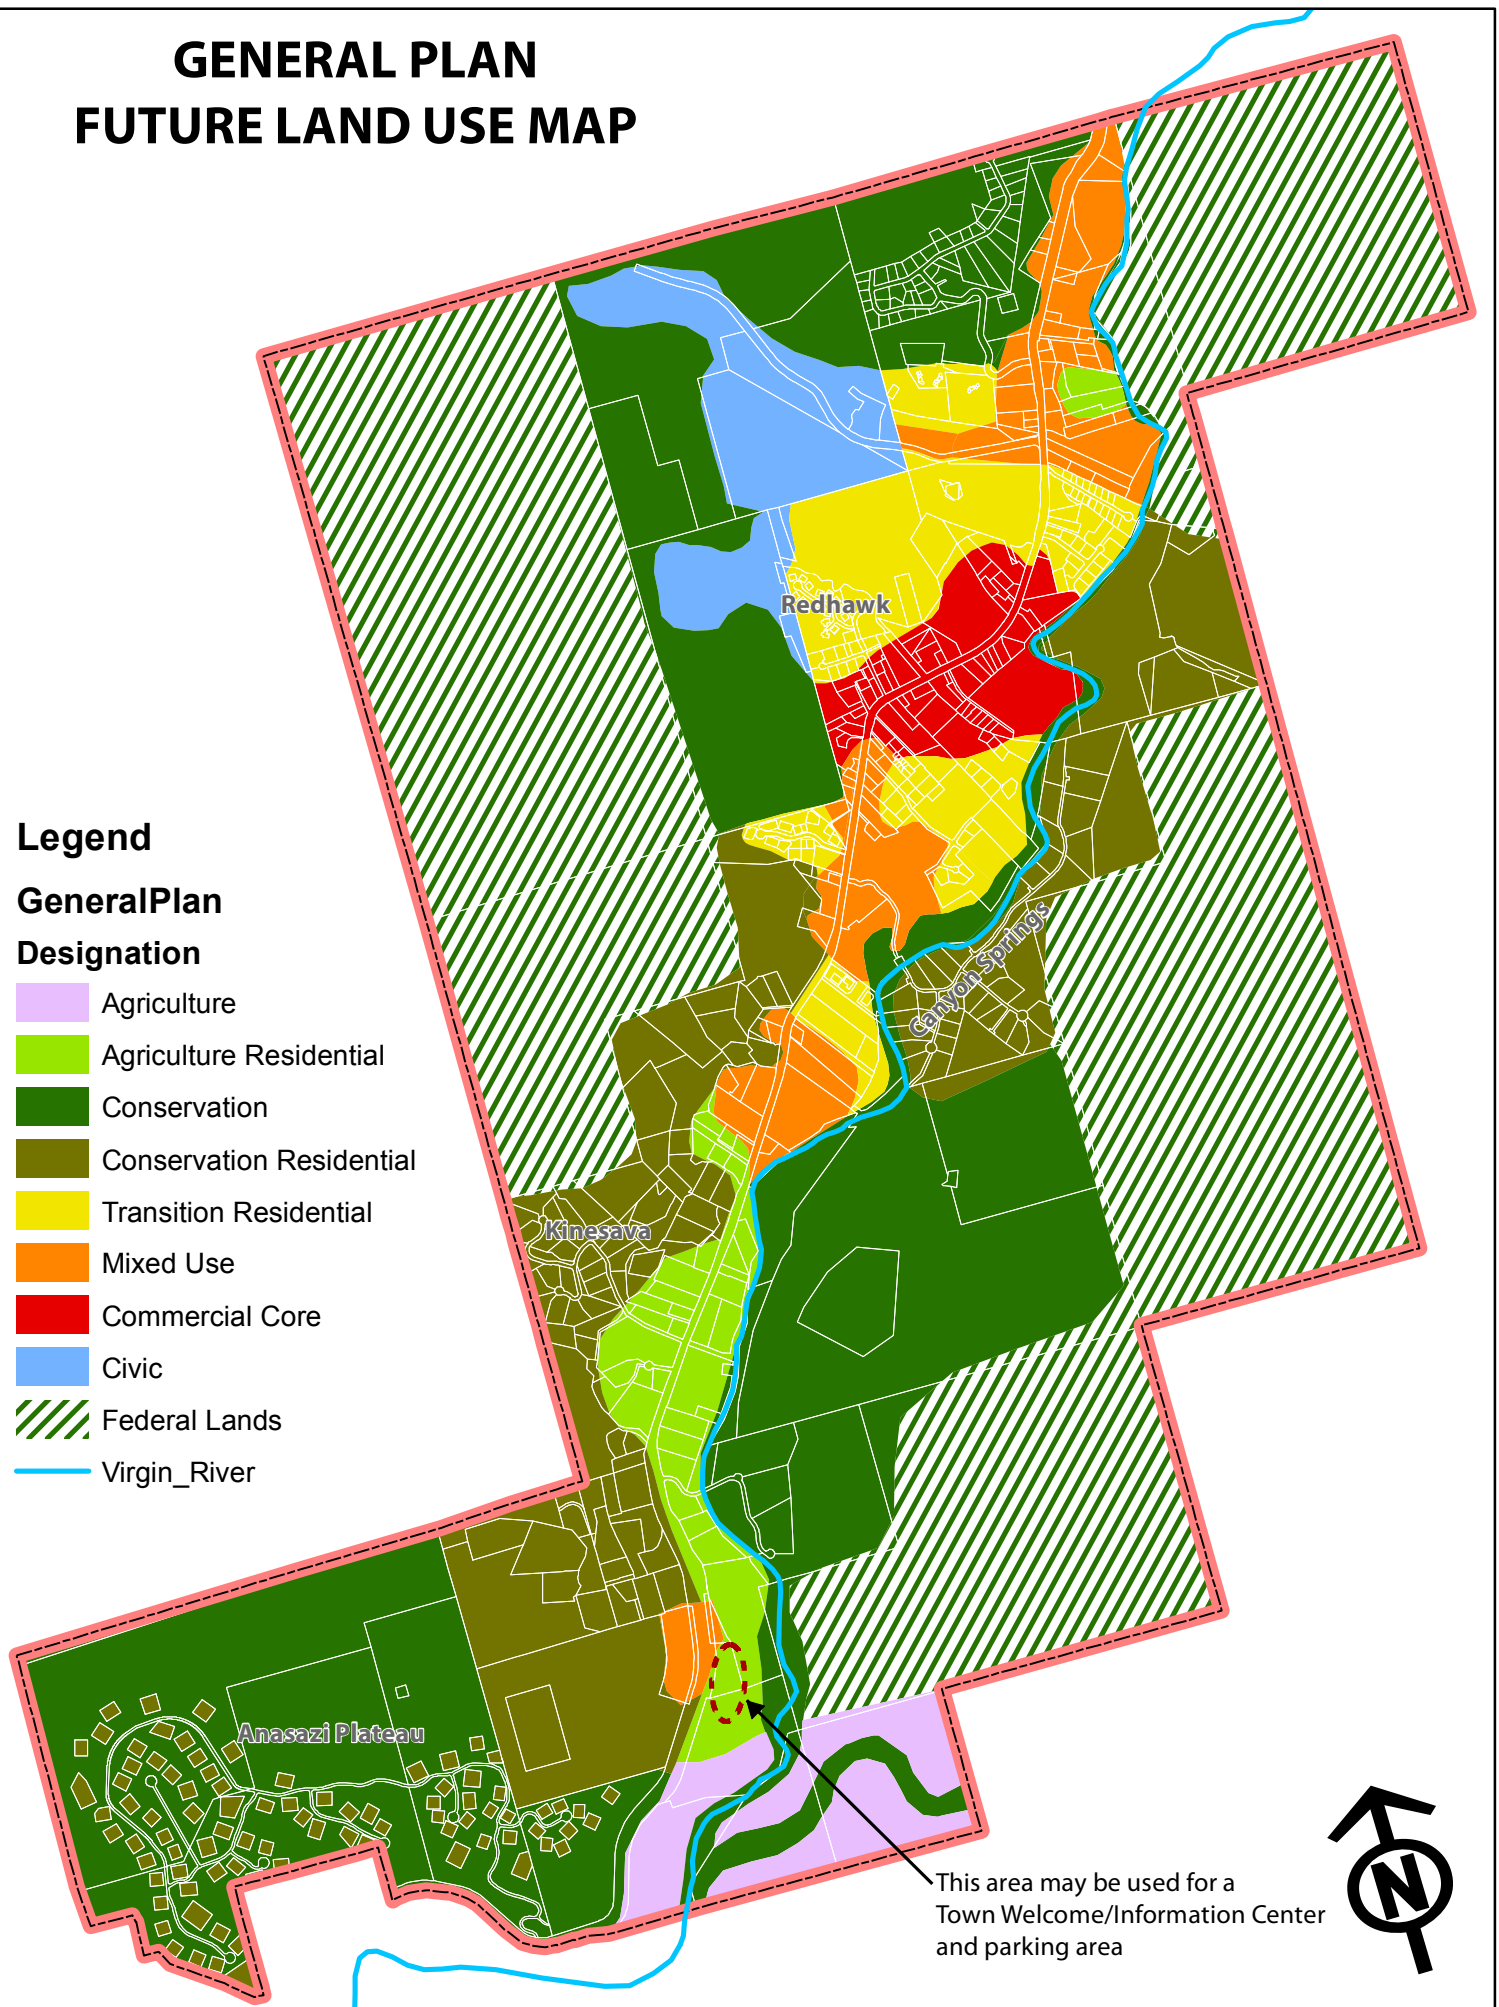 GENERAL PLAN
FUTURE LAND USE MAP
Redhawk
Canyon Springs
Kinesava
Anasazi Plateau
Legend
GeneralPlan
Designation
Agriculture
Agriculture Residential
Conservation
Conservation Residential
Transition Residential
Mixed Use
Commercial Core
Civic
Federal Lands
Virgin_River
This area may be used for a
Town Welcome/Information Center
and parking area
N